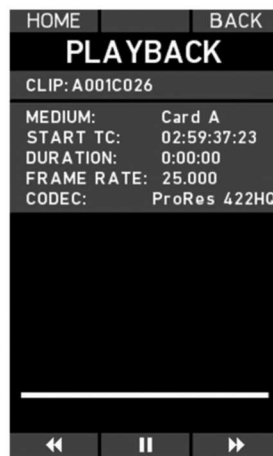 HOME BACK
PLAYBACK
CLIP: A001C026
MEDIUM: Card A
START TC: 02:59:37:23
DURATION: 0:00:00
FRAME RATE: 25.000
CODEC: ProRes 422HQ